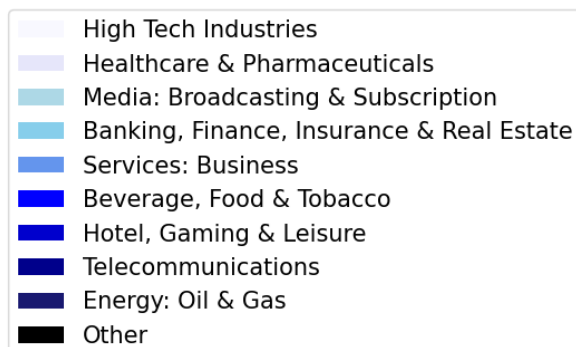 High Tech Industries
Healthcare & Pharmaceuticals
Media: Broadcasting & Subscription
Banking, Finance, Insurance & Real Estate
Services: Business
Beverage, Food & Tobacco
Hotel, Gaming & Leisure
Telecommunications
Energy: Oil & Gas
Other